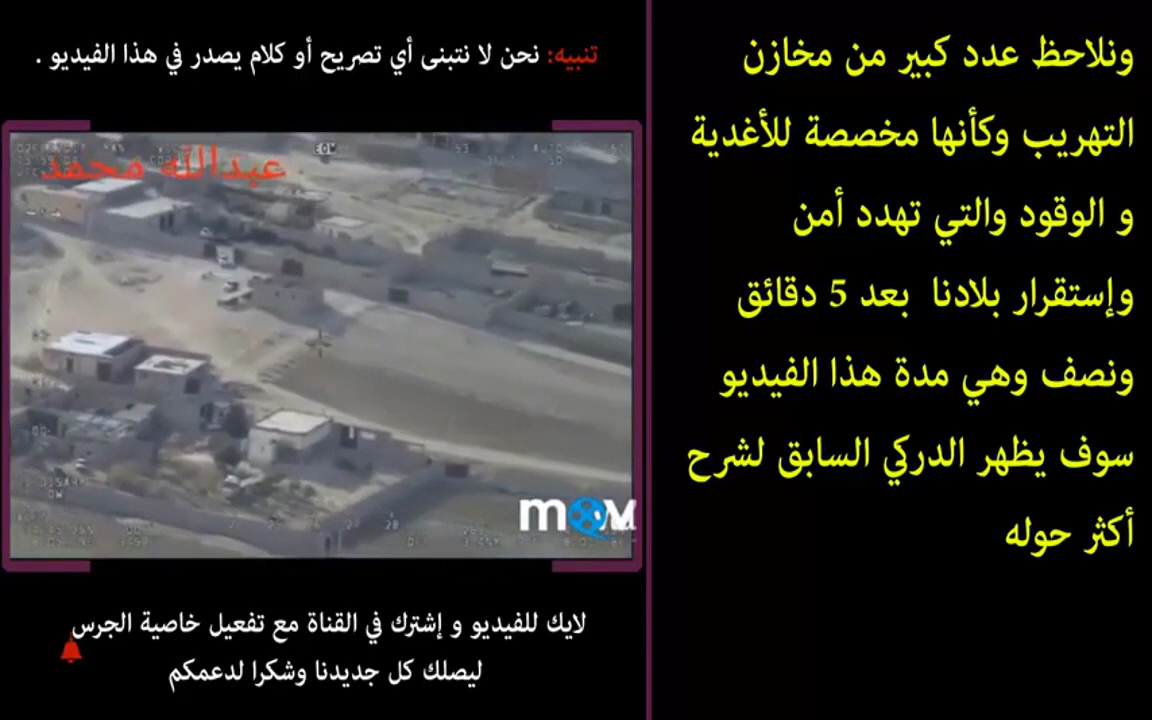 تنبيه: نحن لا نتبنى أي تصريح أو كلام يصدر في هذا الفيديو .
عبدالله محمد
EOW
mM
لايك للفيديو و إشترك في القناة مع تفعيل خاصية الجرس
ليصلك كل جديدنا وشكرا لدعمكم
ونلاحظ عدد كبير من مخازن
التهريب وكأنها مخصصة للأغدية
و الوقود والتي تهدد أمن
وإستقرار بلادنا بعد 5 دقائق
ونصف وهي مدة هذا الفيديو
سوف يظهر الدركي السابق لشرح
أكثر حوله